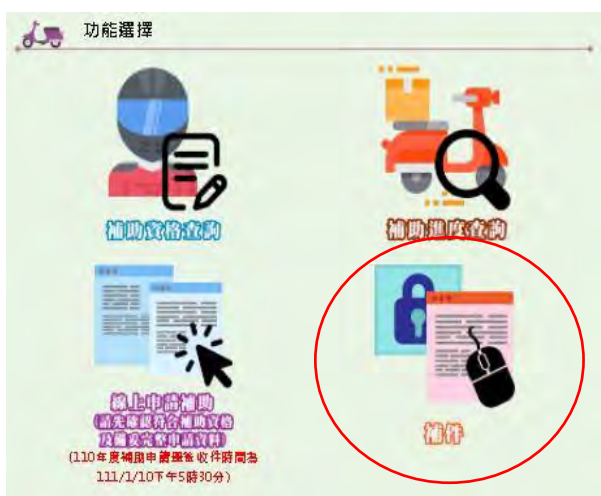 功能選擇
補助資格查詢
補助進度查詢
線上申請補助
(請先確認符合補助資格
及備妥完整申請資料)
(110年度補助申請最後收件時間為
111/1/10下午5時30分)
補件